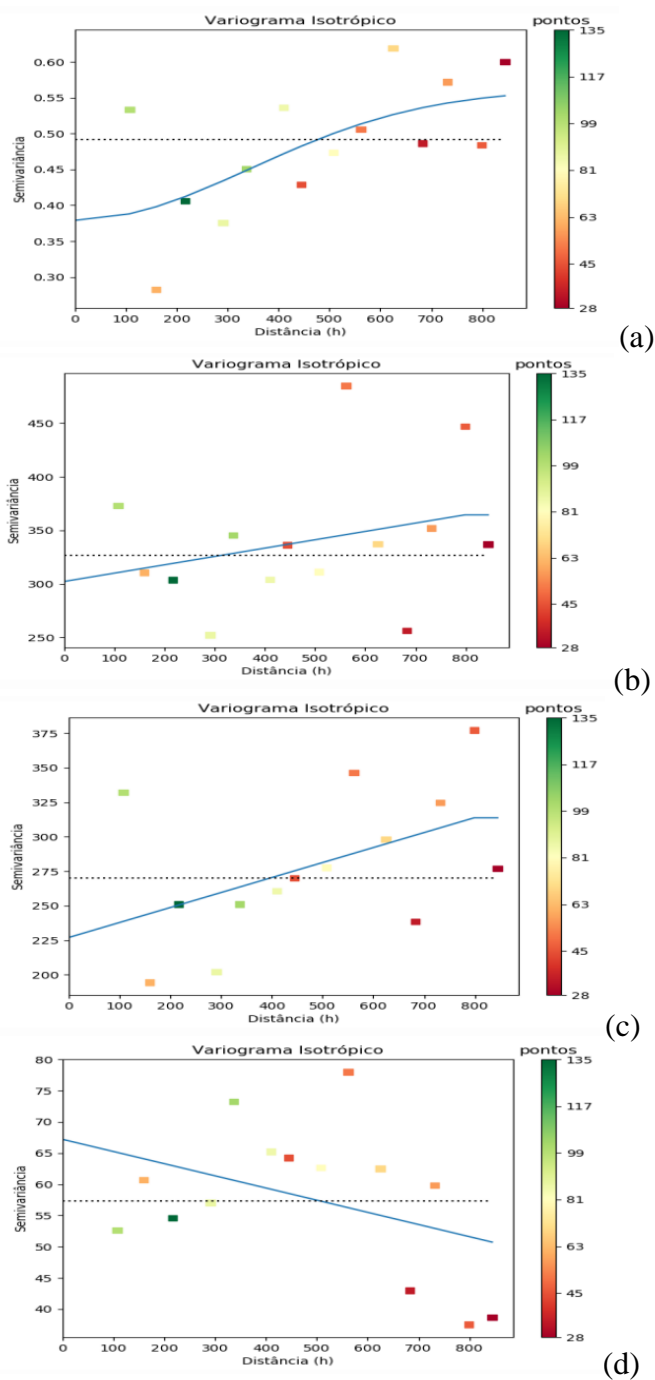 Variograma Isotrópico
pontos
Semivariância
0.60
0.55
0.50
0.45
0.40
0.35
0.30
0 100 200 300 400 500 600 700 800
Distância (h)
135
117
99
81
63
45
28
(a)
Variograma Isotrópico
pontos
Semivariância
450
400
350
300
250
0 100 200 300 400 500 600 700 800
Distância (h)
135
117
99
81
63
45
28
(b)
Variograma Isotrópico
pontos
Semivariância
375
350
325
300
275
250
225
200
0 100 200 300 400 500 600 700 800
Distância (h)
135
117
99
81
63
45
28
(c)
Variograma Isotrópico
pontos
Semivariância
80
75
70
65
60
55
50
45
40
0 100 200 300 400 500 600 700 800
Distância (h)
135
117
99
81
63
45
28
(d)